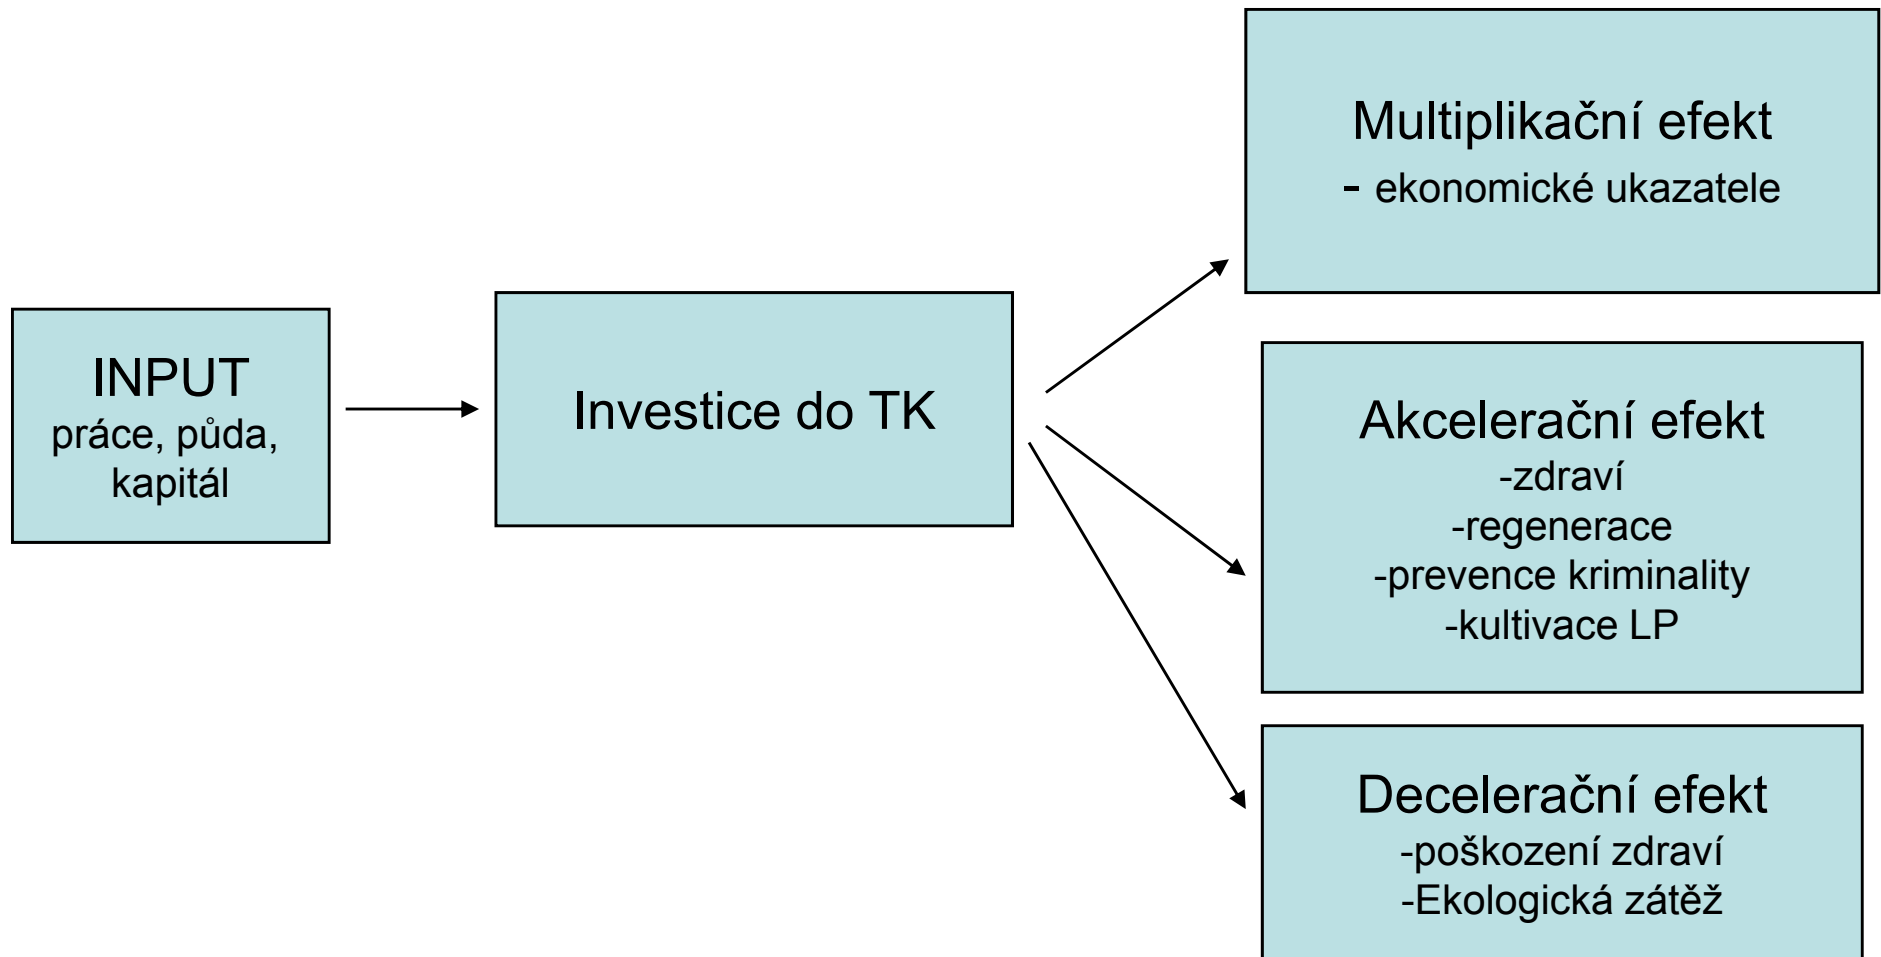 INPUT
práce, půda,
kapitál
Investice do TK
Multiplikační efekt
- ekonomické ukazatele
Akcelerační efekt
-zdraví
-regenerace
-prevence kriminality
-kultivace LP
Decelerační efekt
-poškození zdraví
-Ekologická zátěž